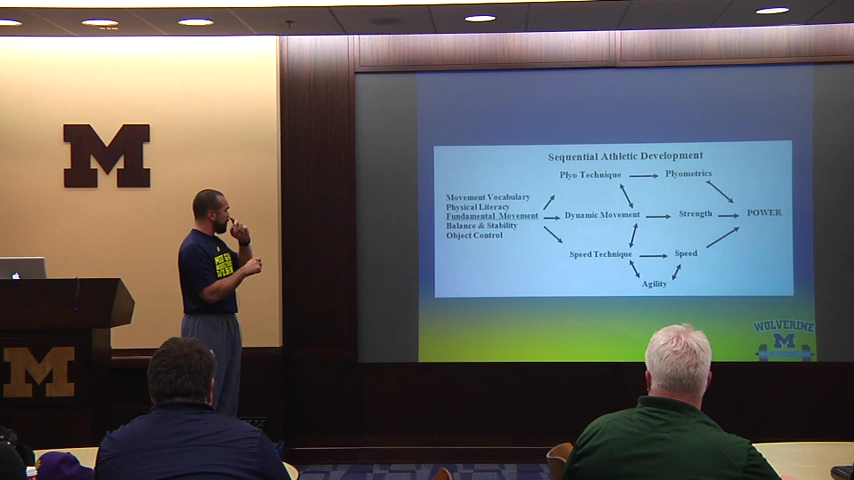 M
M
Sequential Athletic Development
Plyo Technique
Plyometrics
Movement Vocabulary
Physical Literacy
Fundamental Movement
Balance & Stability
Object Control
Dynamic Movement
Strength
POWER
Speed Technique
Speed
Agility
WOLVERINE
M